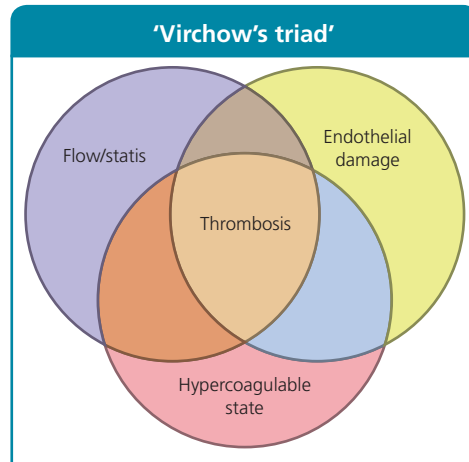 ‘Virchow’s triad’
Flow/statis
Endothelial
damage
Thrombosis
Hypercoagulable
state